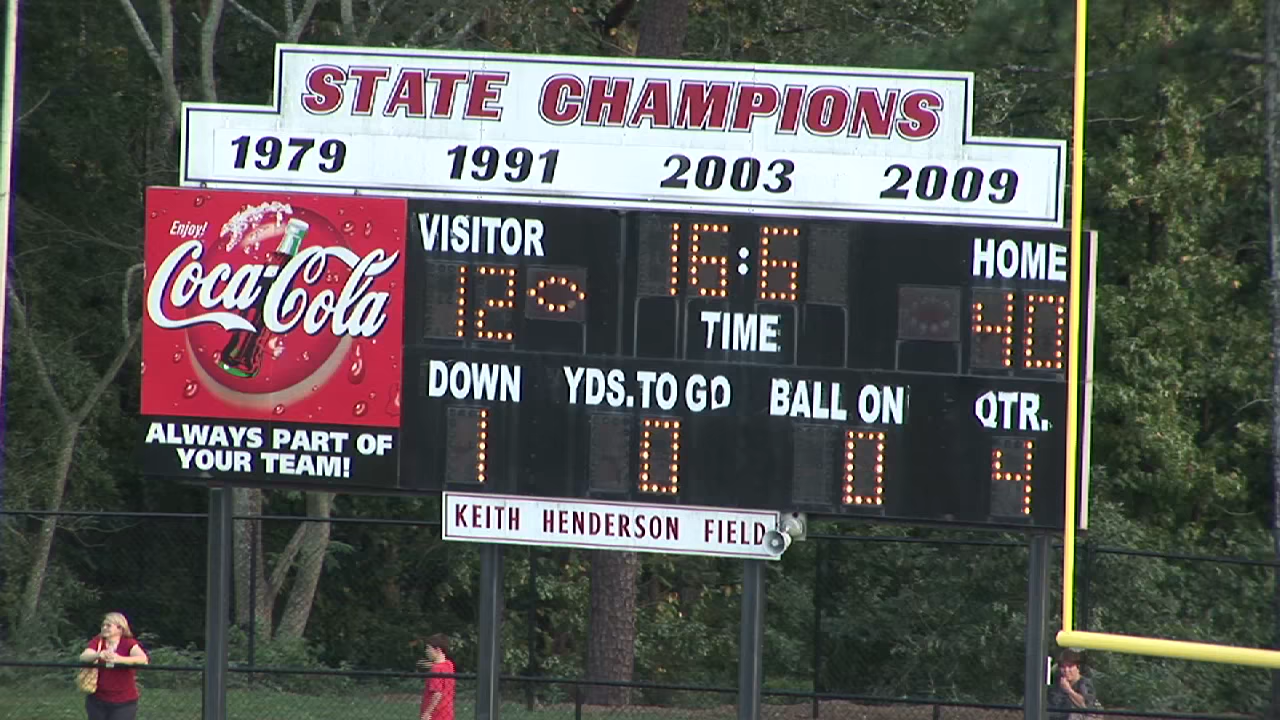 STATE CHAMPIONS
1979 1991 2003 2009
Enjoy!
Coca-Cola
ALWAYS PART OF
YOUR TEAM!
VISITOR 16:6 HOME
12 40
TIME
DOWN YDS.TO GO BALL ON QTR.
1 0 0 4
KEITH HENDERSON FIELD